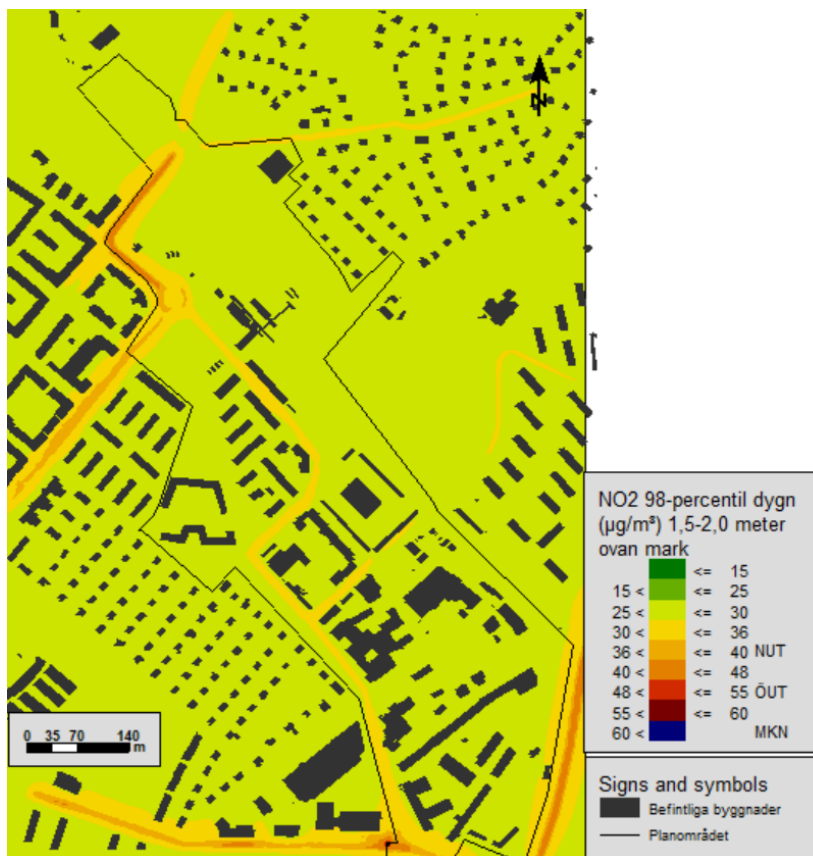 N
NO2 98-percentil dygn
(µg/m³) 1,5-2,0 meter
ovan mark
<= 15
15 < <= 25
25 < <= 30
30 < <= 36
36 < <= 40 NUT
40 < <= 48
48 < <= 55 ÖUT
55 < <= 60
60 < MKN
0 35 70 140
m
Signs and symbols
Befintliga byggnader
Planområdet